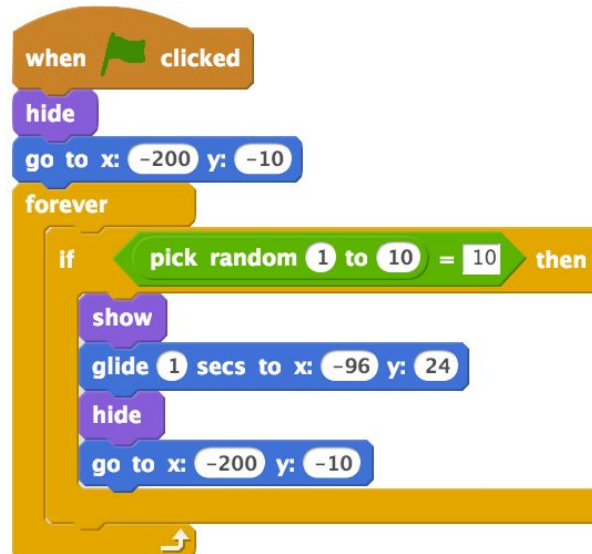 when clicked
hide
go to x: -200 y: -10
forever
if pick random 1 to 10 = 10 then
show
glide 1 secs to x: -96 y: 24
hide
go to x: -200 y: -10